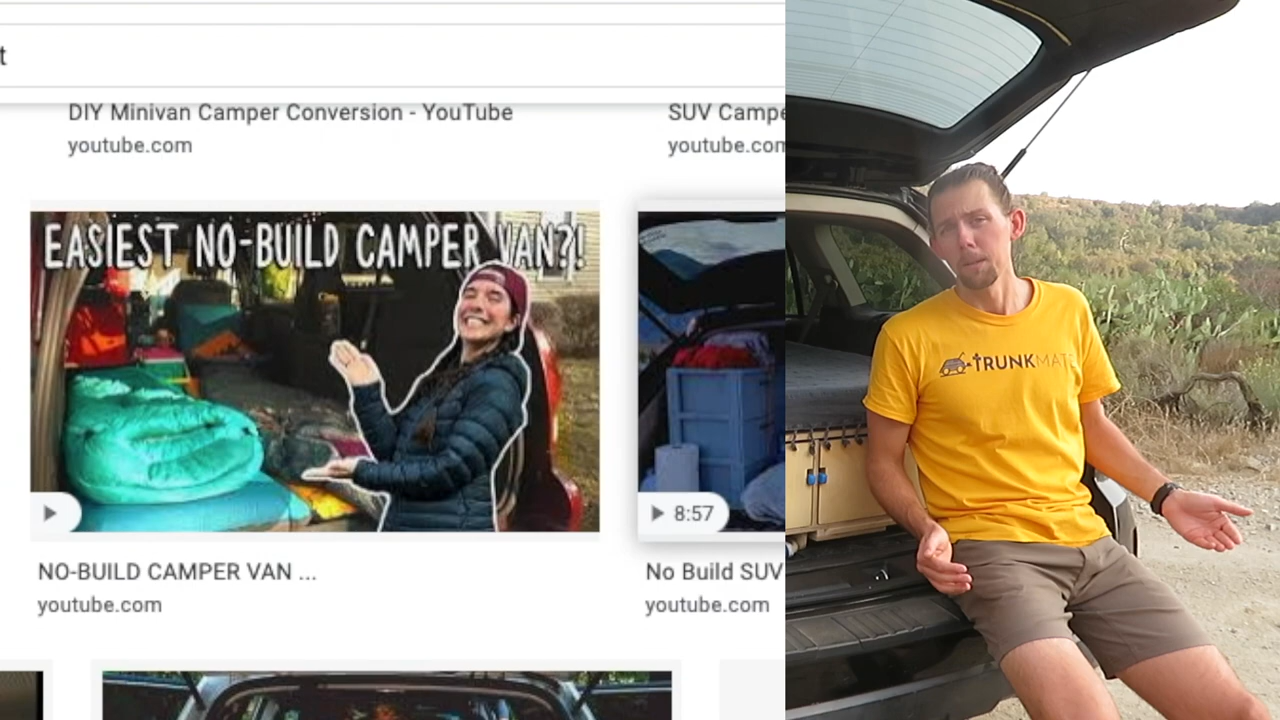 t
DIY Minivan Camper Conversion - YouTube
youtube.com
SUV Campe
youtube.com
EASIEST NO-BUILD CAMPER VAN?!
8:57
NO-BUILD CAMPER VAN ...
youtube.com
No Build SUV
youtube.com
TRUNKMATE